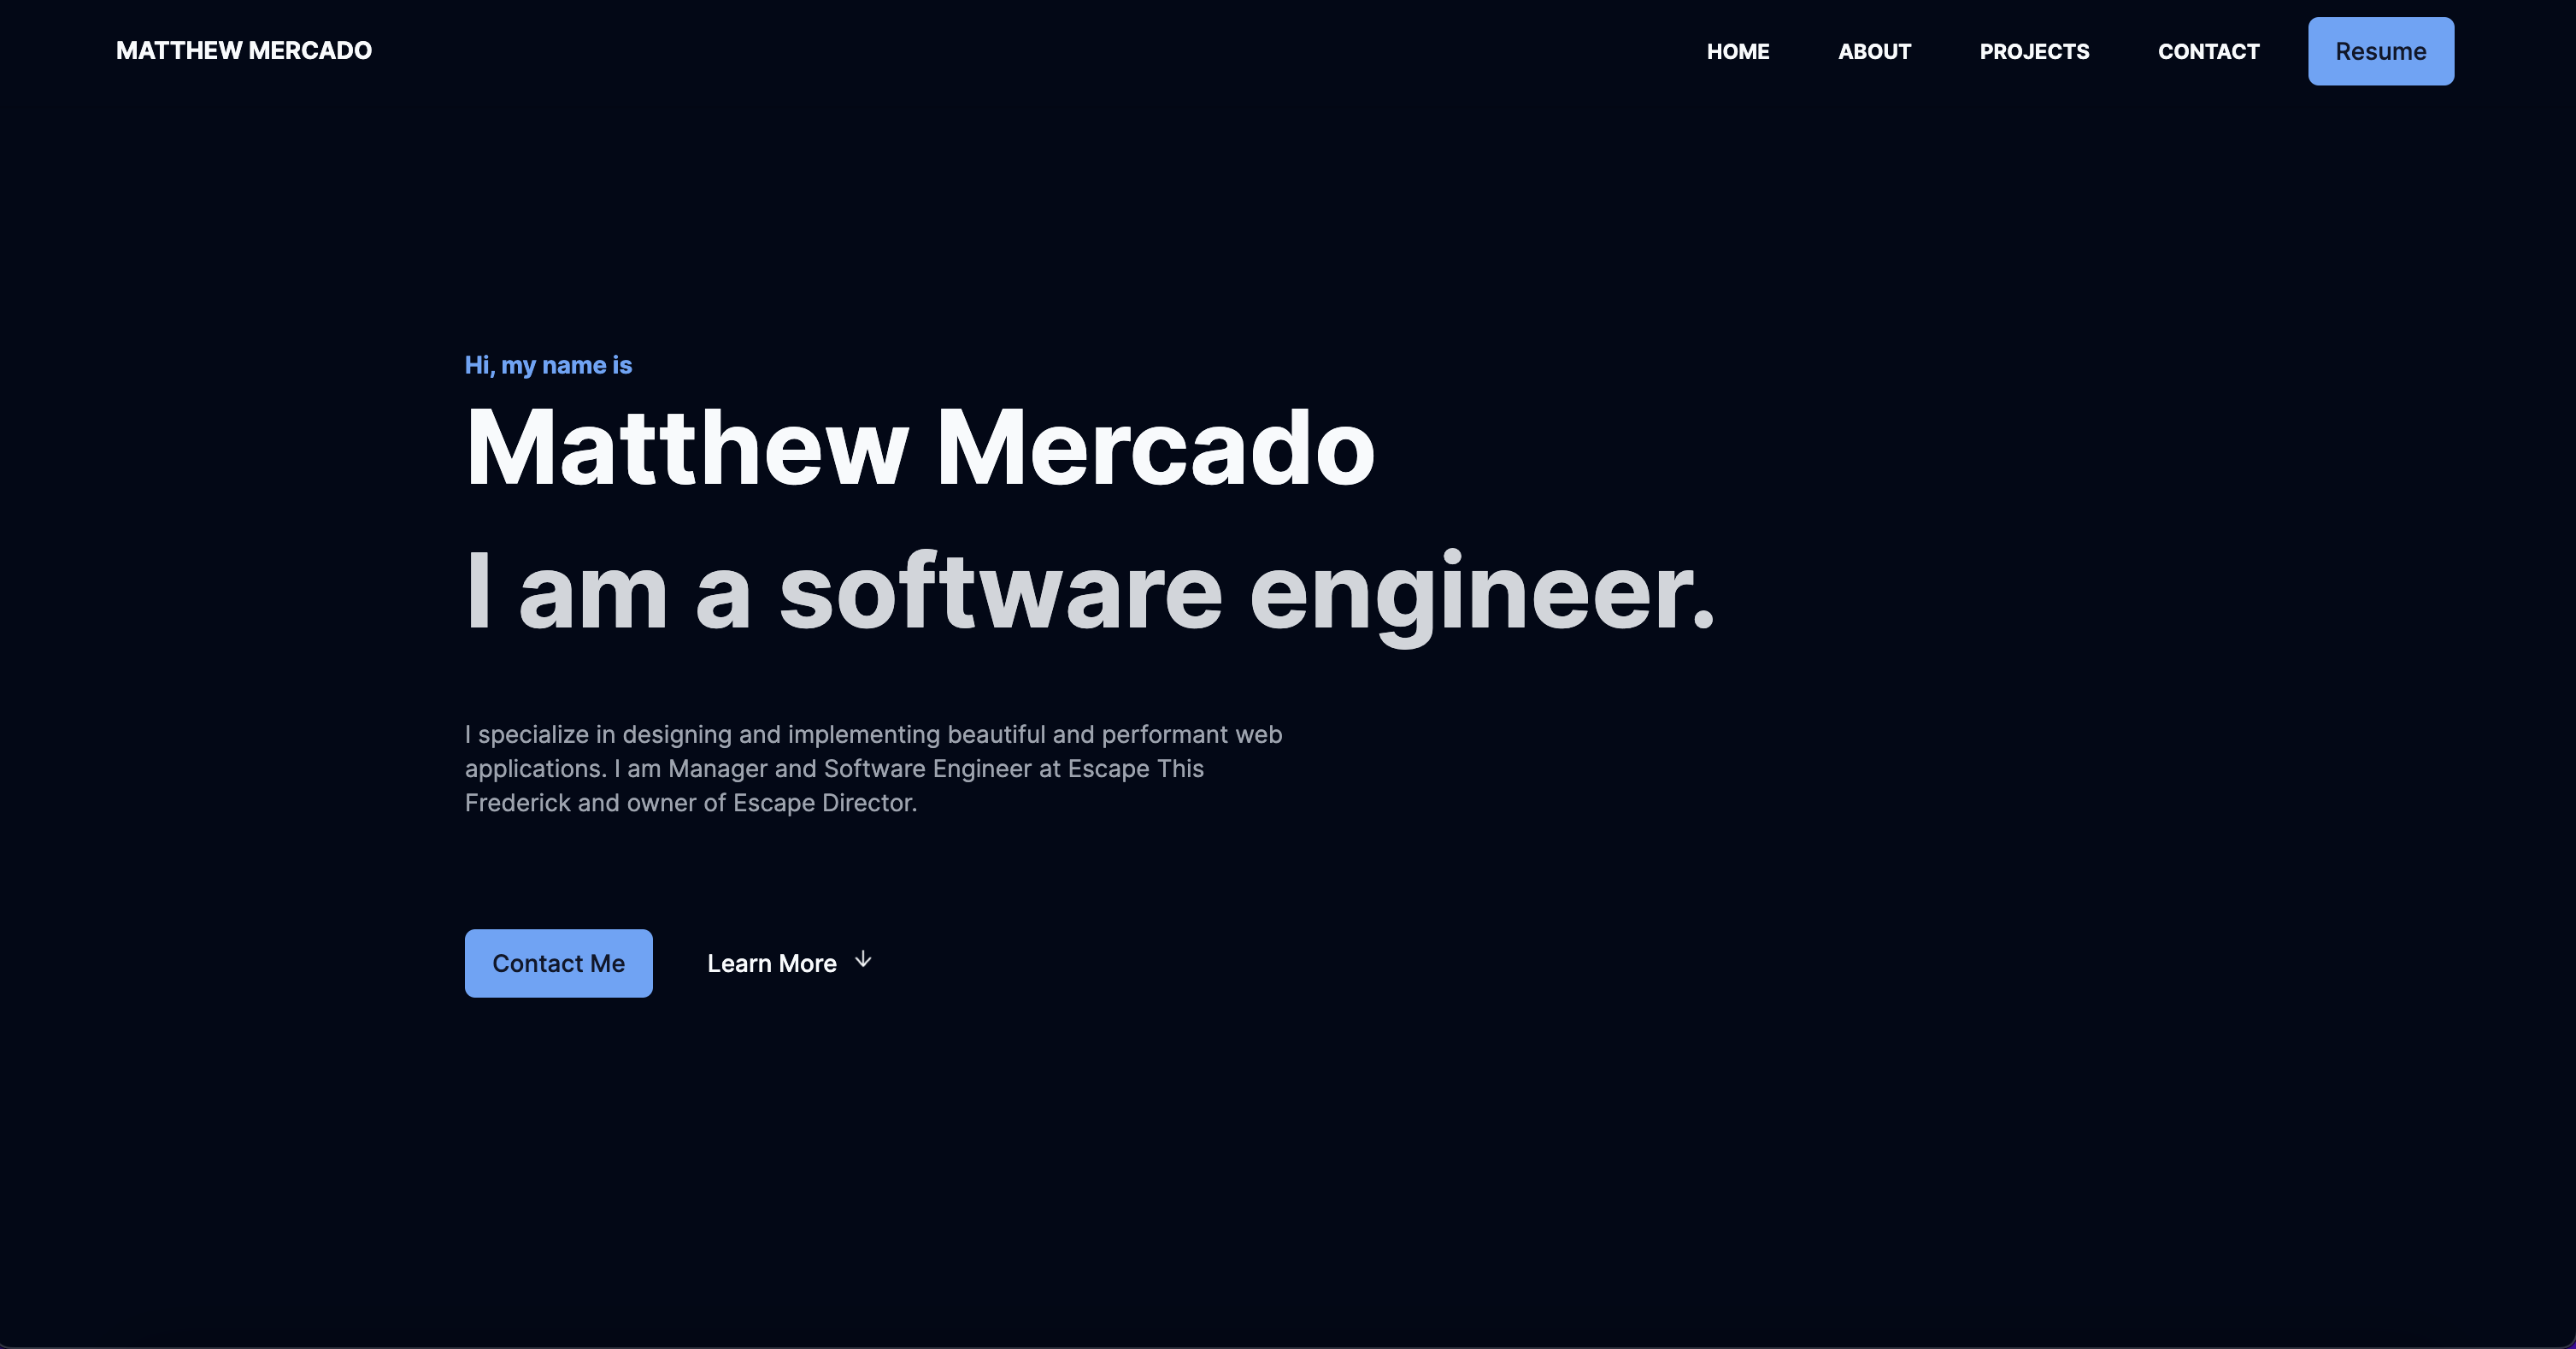 MATTHEW MERCADO
HOME ABOUT PROJECTS CONTACT Resume
Hi, my name is
Matthew Mercado
I am a software engineer.
I specialize in designing and implementing beautiful and performant web
applications. I am Manager and Software Engineer at Escape This
Frederick and owner of Escape Director.
Contact Me
Learn More ↓